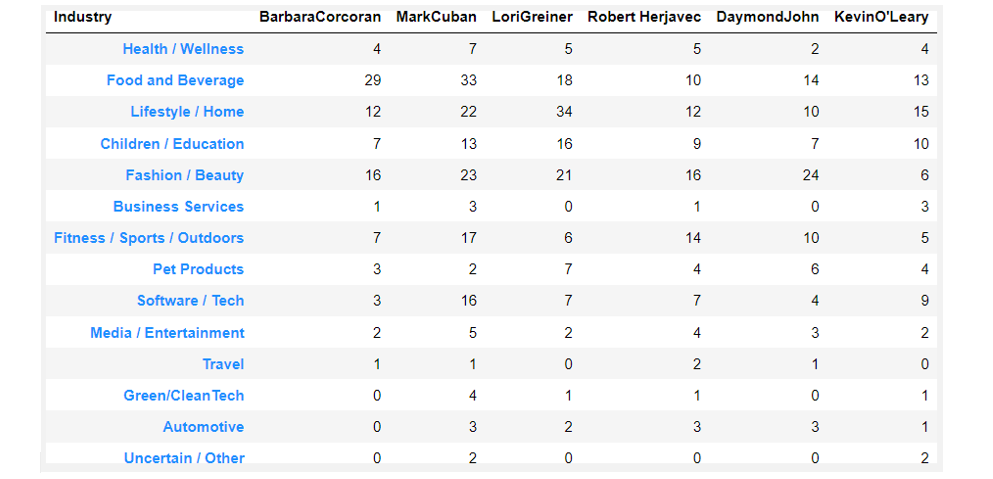 Industry BarbaraCorcoran MarkCuban LoriGreiner Robert Herjavec DaymondJohn KevinO'Leary
Health / Wellness 4 7 5 5 2 4
Food and Beverage 29 33 18 10 14 13
Lifestyle / Home 12 22 34 12 10 15
Children / Education 7 13 16 9 7 10
Fashion / Beauty 16 23 21 16 24 6
Business Services 1 3 0 1 0 3
Fitness / Sports / Outdoors 7 17 6 14 10 5
Pet Products 3 2 7 4 6 4
Software / Tech 3 16 7 7 4 9
Media / Entertainment 2 5 2 4 3 2
Travel 1 1 0 2 1 0
Green/CleanTech 0 4 1 1 0 1
Automotive 0 3 2 3 3 1
Uncertain / Other 0 2 0 0 0 2